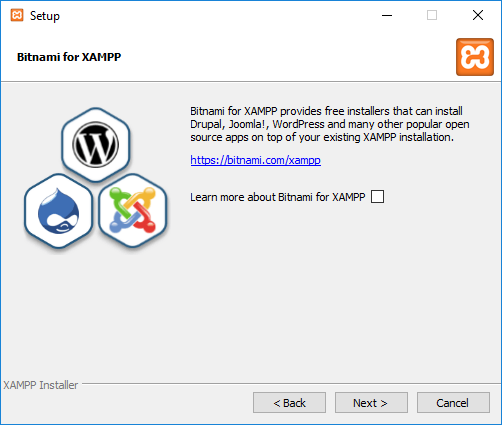 Setup
Bitnami for XAMPP
Bitnami for XAMPP provides free installers that can install
Drupal, Joomla!, WordPress and many other popular open
source apps on top of your existing XAMPP installation.
https://bitnami.com/xampp
Learn more about Bitnami for XAMPP
XAMPP Installer
< Back
Next >
Cancel